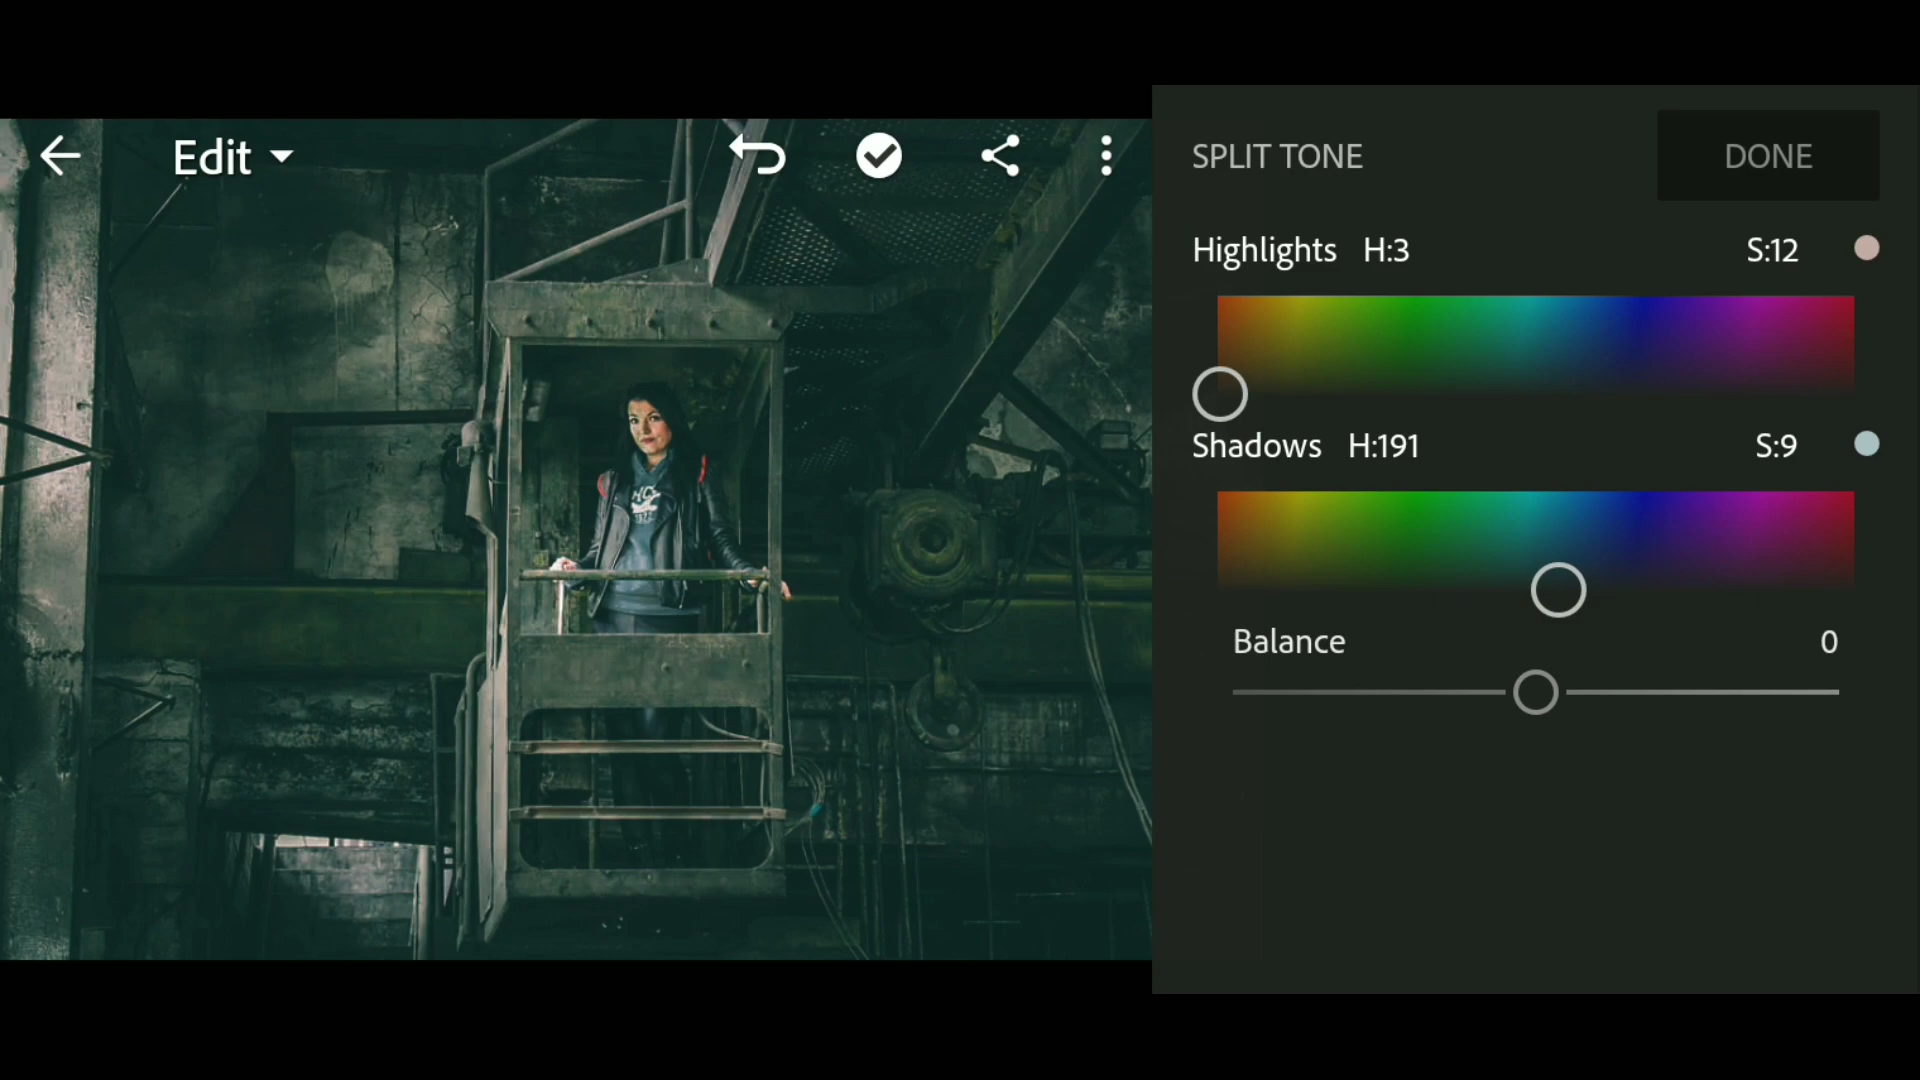 Edit
SPLIT TONE
DONE
Highlights H:3 S:12
Shadows H:191 S:9
Balance 0